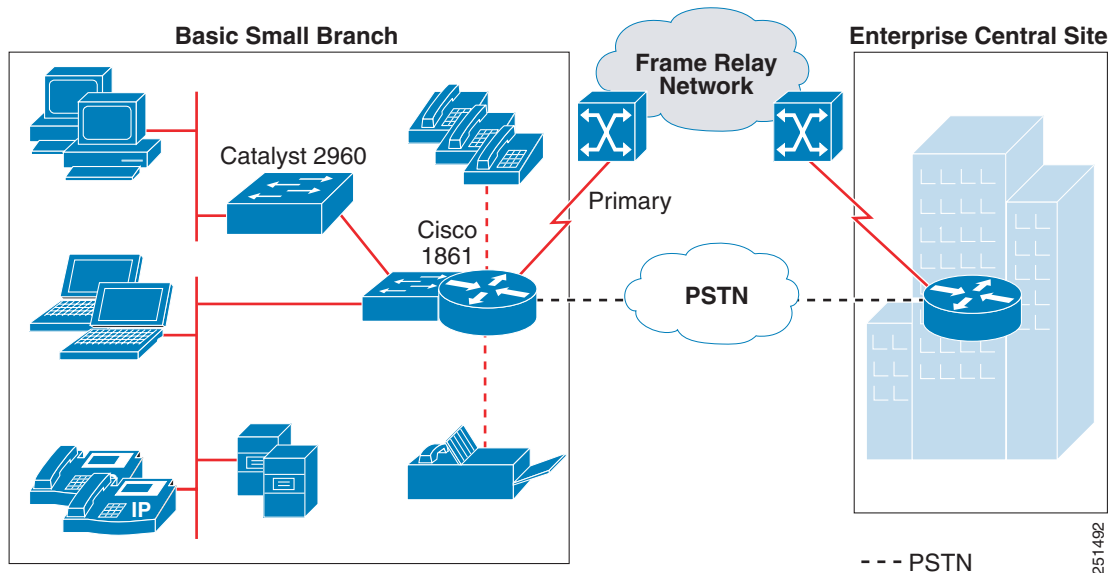 Basic Small Branch
Enterprise Central Site
Frame Relay
Network
Catalyst 2960
Primary
Cisco
1861
PSTN
IP
--- PSTN
251492